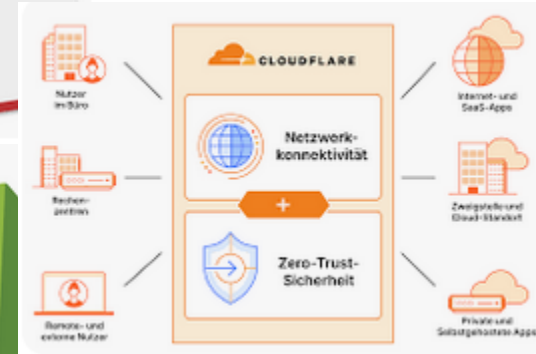 CLOUDFLARE
Nutzer
im Büro
Rechen-
zentren
Remote- und
externe Nutzer
Netzwerk-
konnektivität
+
Zero-Trust-
Sicherheit
Internet- und
SaaS-Apps
Zweigstelle und
Cloud-Standort
Private und
Selbstgehostete Apps